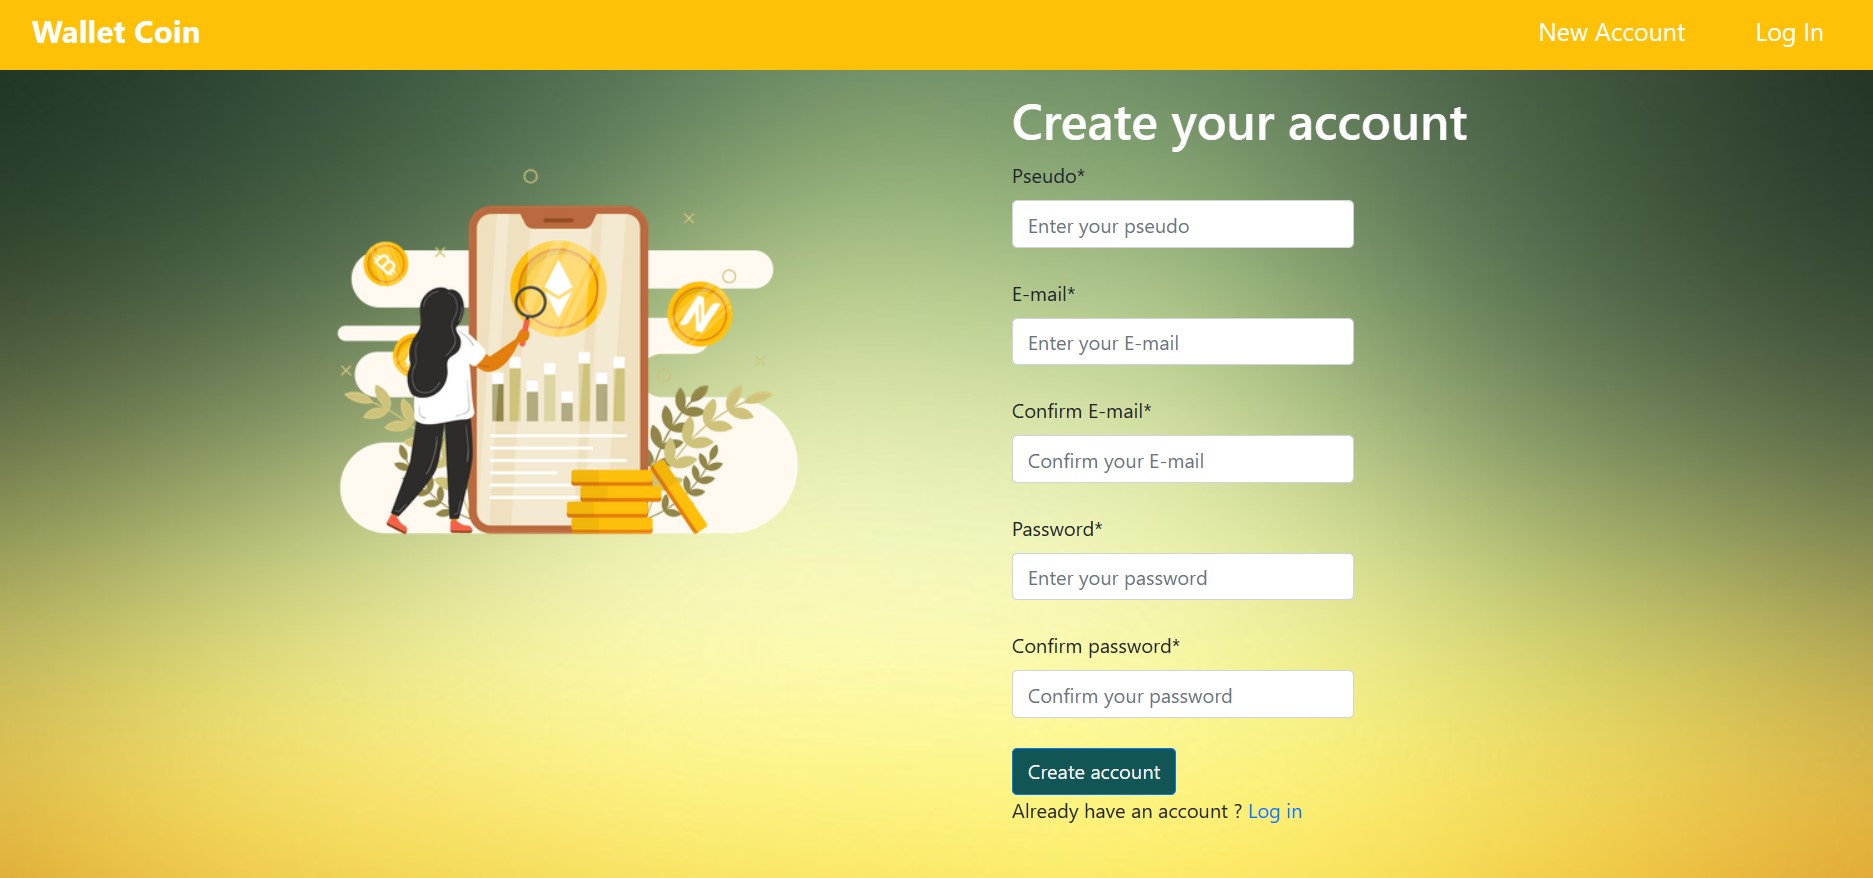 Wallet Coin
New Account
Log In
Create your account
Pseudo*
Enter your pseudo
E-mail*
Enter your E-mail
Confirm E-mail*
Confirm your E-mail
Password*
Enter your password
Confirm password*
Confirm your password
Create account
Already have an account ? Log in